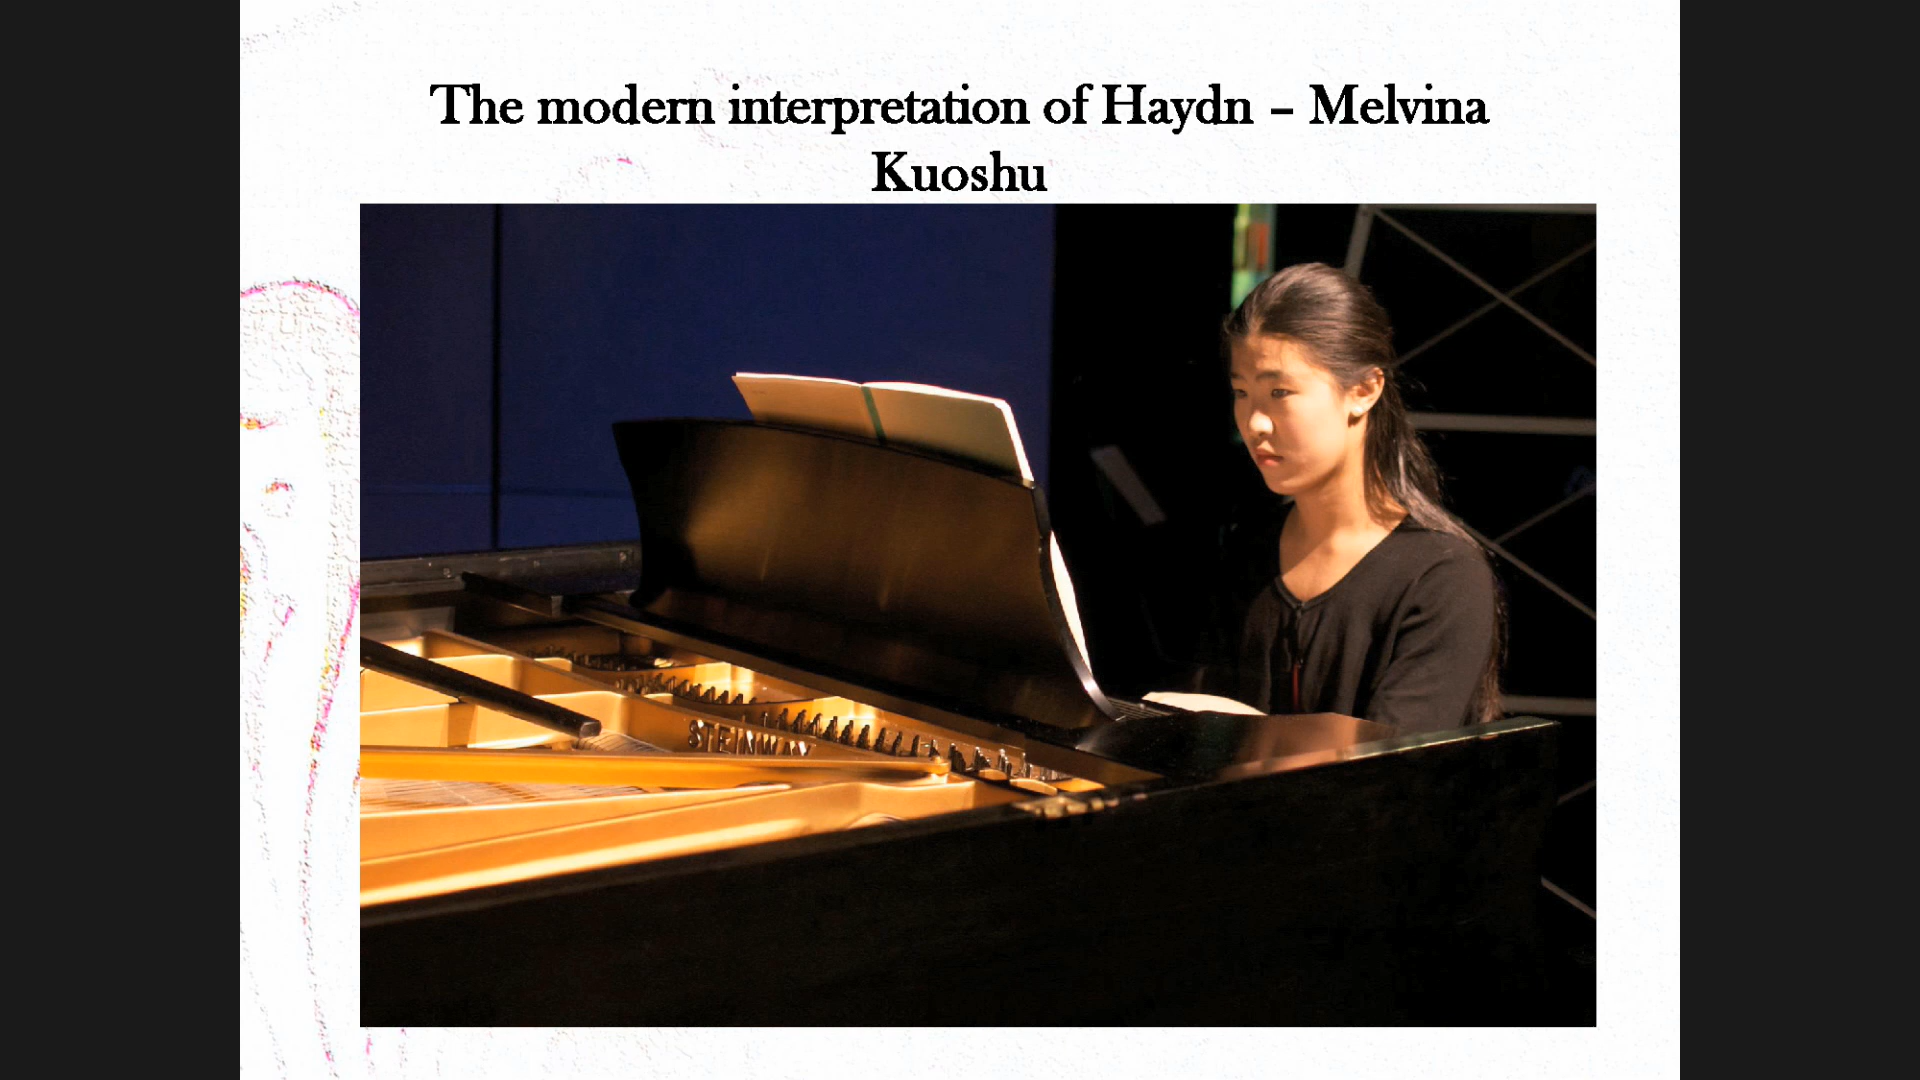 The modern interpretation of Haydn – Melvina
Kuoshu
STEINWAY